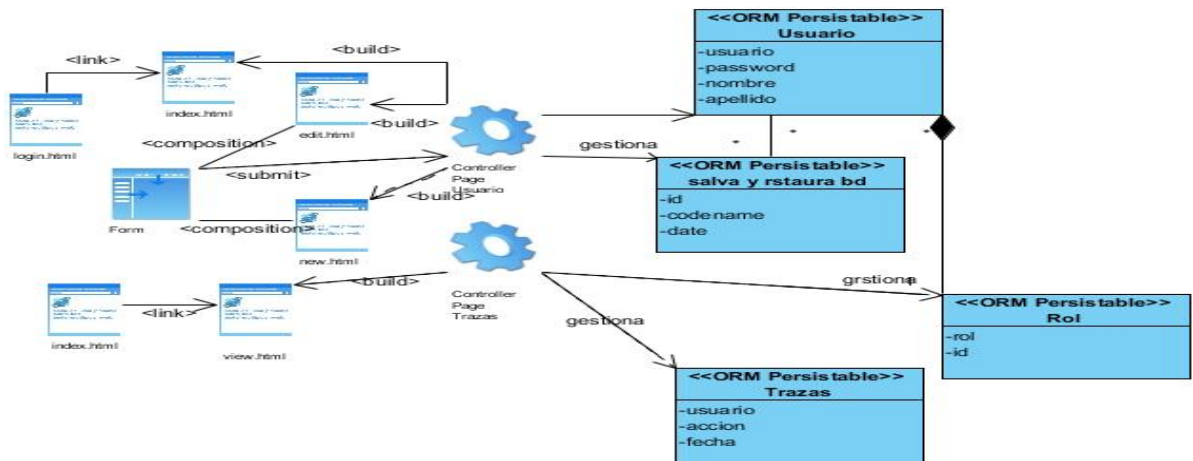 <<ORM Persistable>>
Usuario
-usuario
-password
-nombre
-apellido
<build>
<link>
index.html
login.html
edit.html
<build>
<composition>
<submit>
Controller
Page
Usuario
gestiona
* *
<<ORM Persistable>>
salva y rstaura bd
-id
-codename
-date
Form
<composition>
<build>
new.html
<build>
Controller
Page
Trazas
index.html
<link>
view.html
grstiona
gestiona
<<ORM Persistable>>
Rol
-rol
-id
<<ORM Persistable>>
Trazas
-usuario
-accion
-fecha